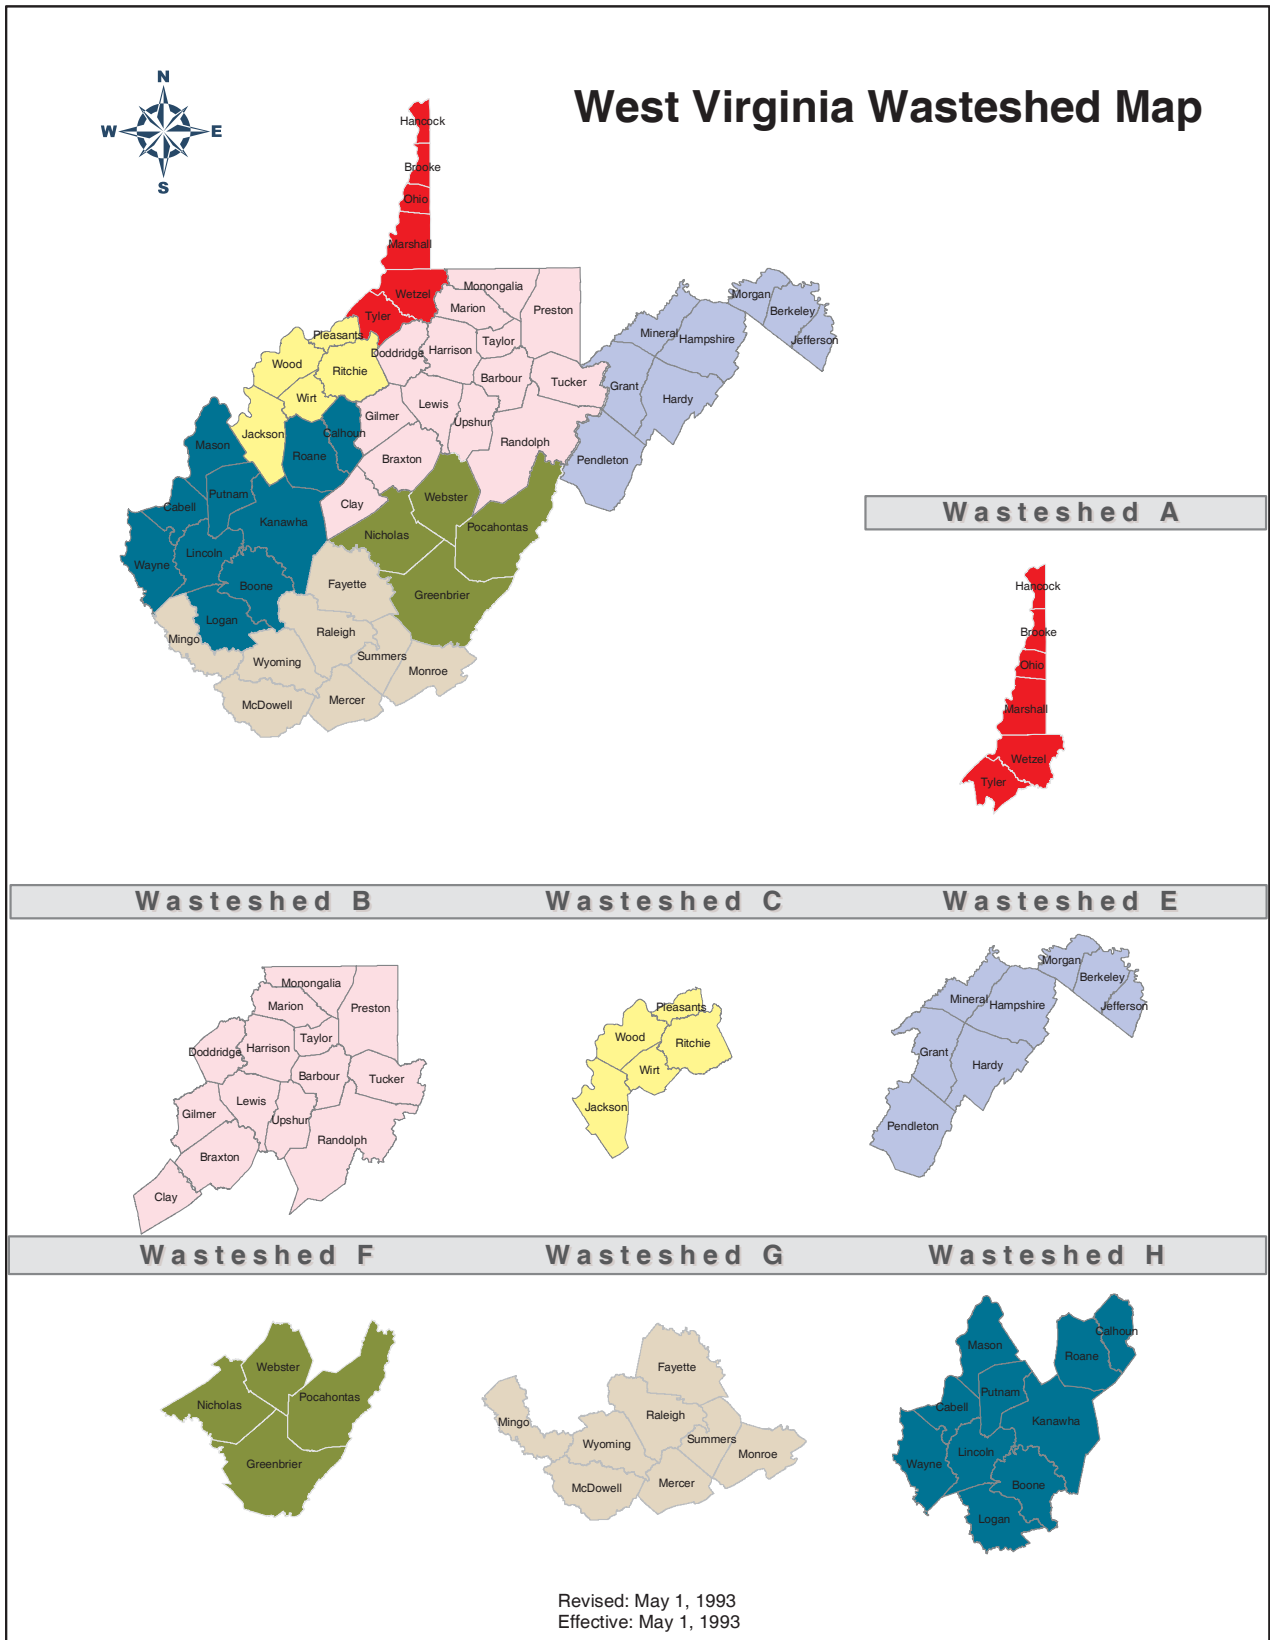 N
West Virginia Wasteshed Map
W E
S
Hancock
Brooke
Ohio
Marshall
Wetzel
Tyler
Monongalia
Marion
Preston
Pleasants
Doddridge
Harrison
Taylor
Wood
Ritchie
Barbour
Tucker
Wirt
Lewis
Gilmer
Upshur
Jackson
Calhoun
Randolph
Mason
Roane
Braxton
Morgan
Berkeley
Mineral
Hampshire
Jefferson
Grant
Hardy
Pendleton
Putnam
Cabell
Kanawha
Clay
Webster
Nicholas
Pocahontas
Wayne
Lincoln
Boone
Fayette
Greenbrier
Logan
Mingo
Raleigh
Wyoming
Summers
Monroe
McDowell
Mercer
Wasteshed A
Hancock
Brooke
Ohio
Marshall
Wetzel
Tyler
Wasteshed B Wasteshed C Wasteshed E
Monongalia
Marion
Preston
Doddridge
Harrison
Taylor
Barbour
Tucker
Lewis
Gilmer
Upshur
Randolph
Braxton
Clay
Pleasants
Wood
Ritchie
Wirt
Jackson
Morgan
Berkeley
Mineral
Hampshire
Jefferson
Grant
Hardy
Pendleton
Wasteshed F Wasteshed G Wasteshed H
Webster
Pocahontas
Nicholas
Greenbrier
Fayette
Mingo
Raleigh
Wyoming
Summers
Monroe
McDowell
Mercer
Calhoun
Mason
Roane
Putnam
Cabell
Kanawha
Lincoln
Wayne
Boone
Logan
Revised: May 1, 1993
Effective: May 1, 1993